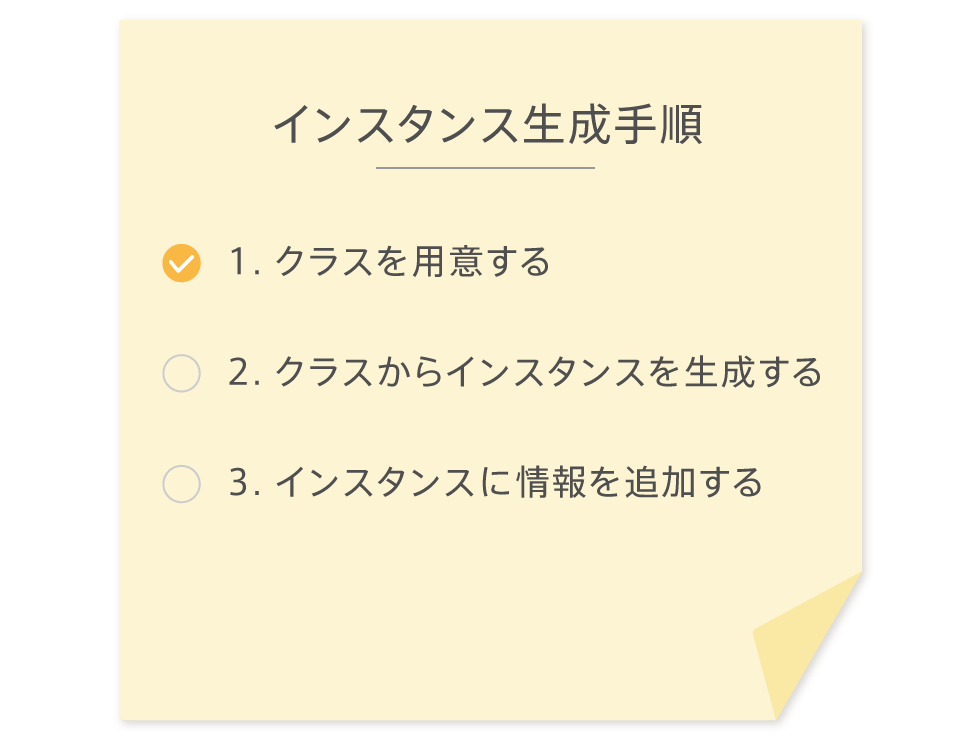 インスタンス生成手順
1. クラスを用意する
2. クラスからインスタンスを生成する
3. インスタンスに情報を追加する